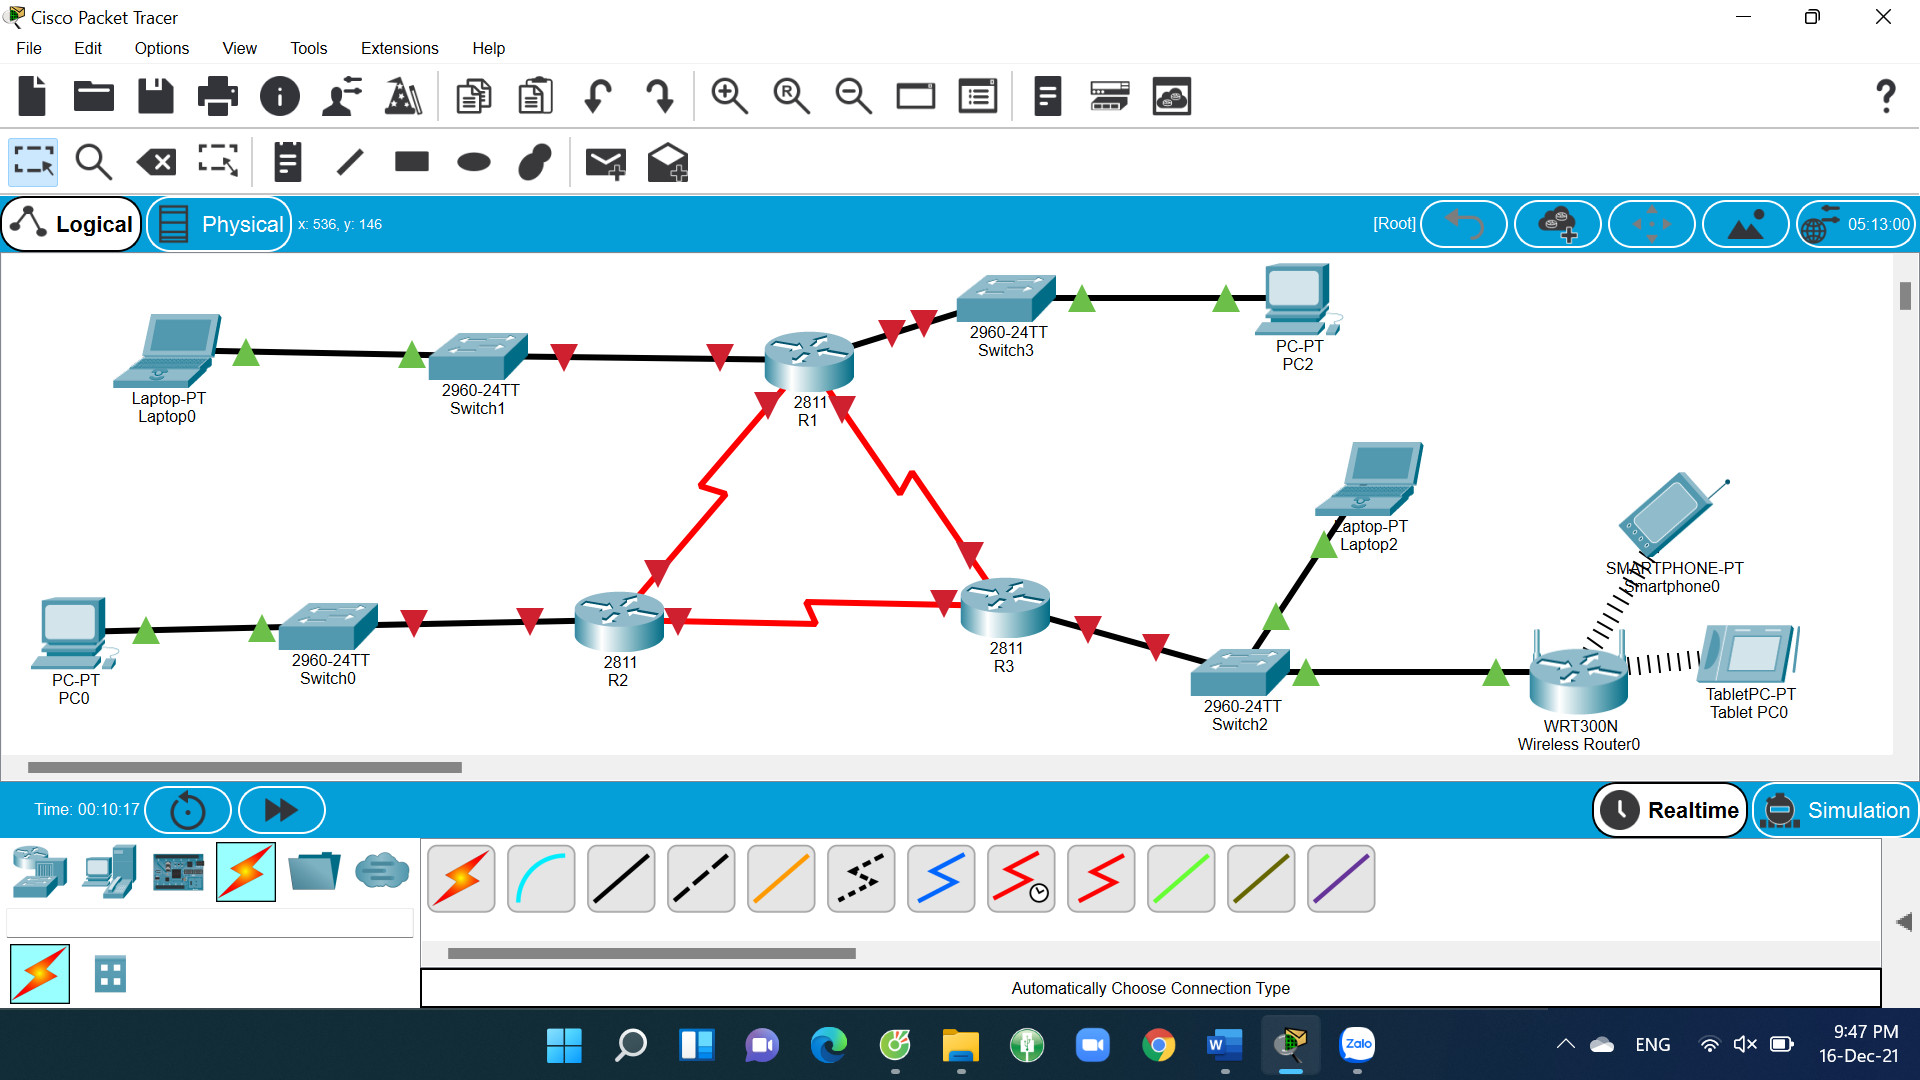 Cisco Packet Tracer
File Edit Options View Tools Extensions Help
Logical
Physical
x: 536, y: 146
[Root]
05:13:00
Laptop-PT
Laptop0
2960-24TT
Switch1
2811
R1
2960-24TT
Switch3
PC-PT
PC2
Laptop-PT
Laptop2
SMARTPHONE-PT
Smartphone0
PC-PT
PC0
2960-24TT
Switch0
2811
R2
2811
R3
2960-24TT
Switch2
TabletPC-PT
Tablet PC0
WRT300N
Wireless Router0
Time: 00:10:17
Realtime
Simulation
Automatically Choose Connection Type
Zalo
ENG
9:47 PM
16-Dec-21